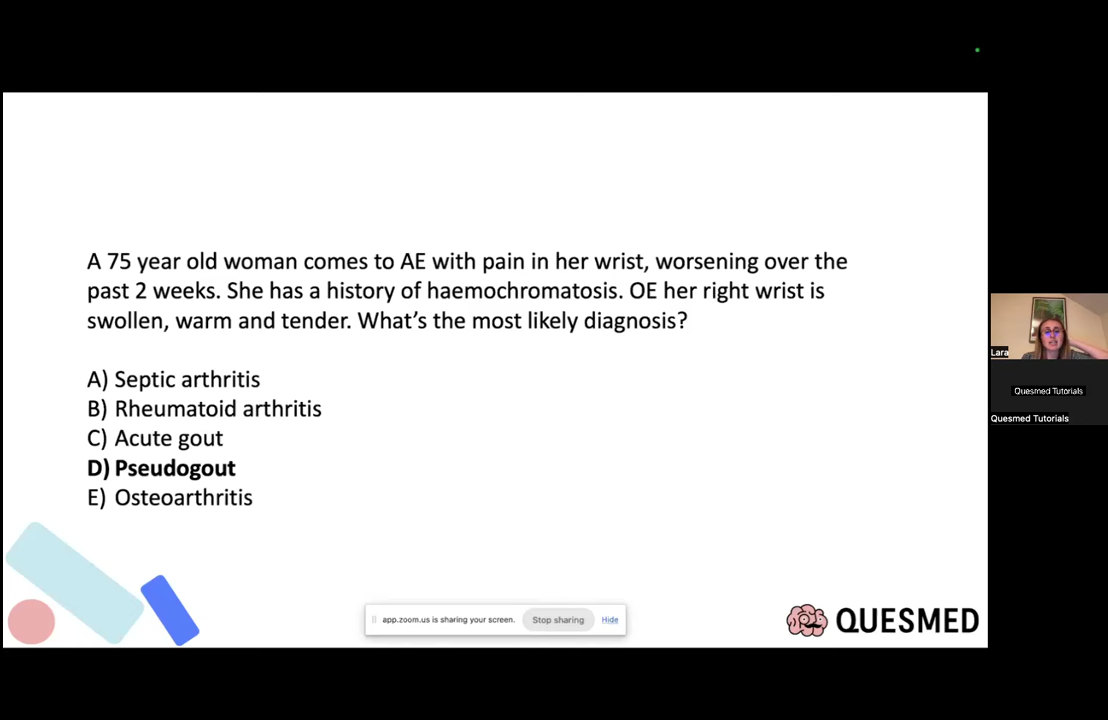 A 75 year old woman comes to AE with pain in her wrist, worsening over the
past 2 weeks. She has a history of haemochromatosis. OE her right wrist is
swollen, warm and tender. What's the most likely diagnosis?
A) Septic arthritis
B) Rheumatoid arthritis
C) Acute gout
D) Pseudogout
E) Osteoarthritis
app.zoom.us is sharing your screen. Stop sharing Hide
QUESMED
Lara
Quesmed Tutorials
Quesmed Tutorials